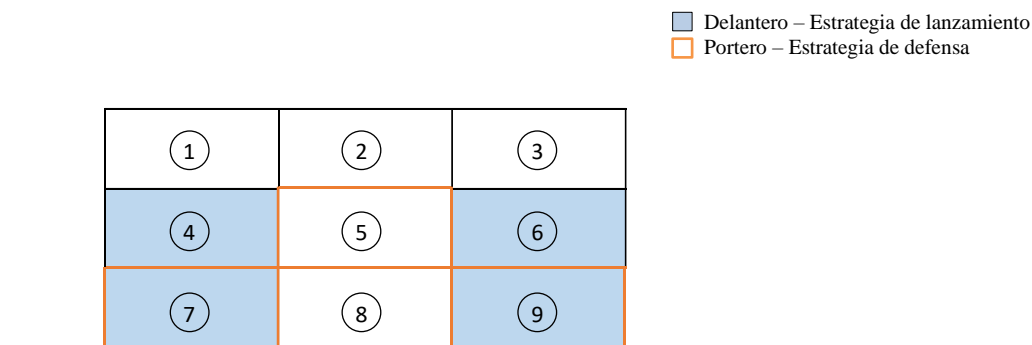 Delantero – Estrategia de lanzamiento
Portero – Estrategia de defensa
1 2 3
4 5 6
7 8 9